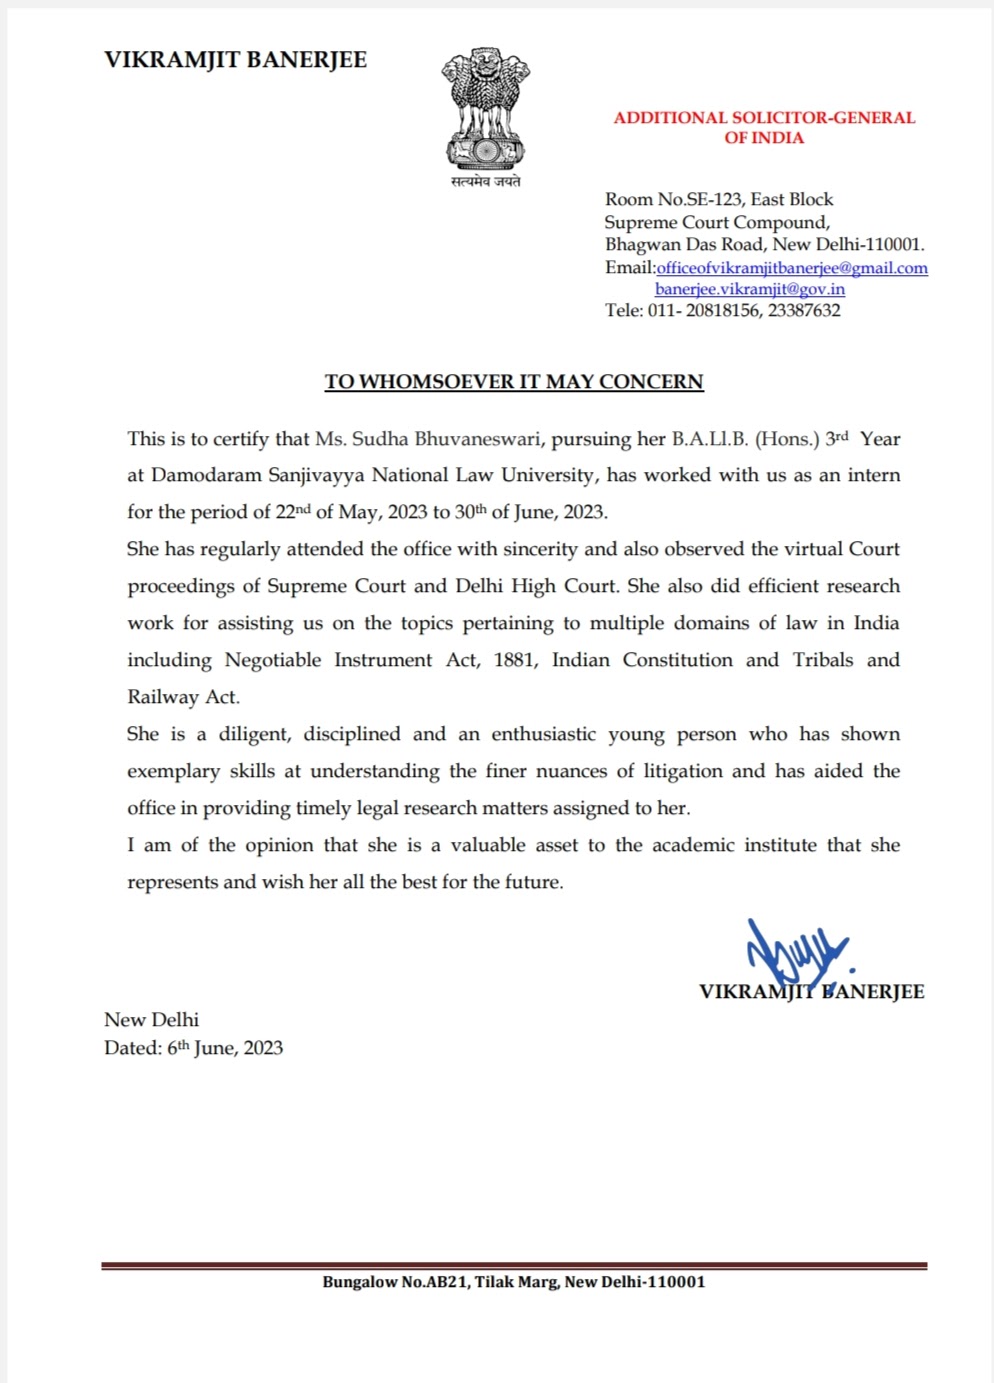 VIKRAMJIT BANERJEE
सत्यमेव जयते
ADDITIONAL SOLICITOR-GENERAL
OF INDIA
Room No.SE-123, East Block
Supreme Court Compound,
Bhagwan Das Road, New Delhi-110001.
Email:officeofvikramjitbanerjee@gmail.com
banerjee.vikramjit@gov.in
Tele: 011- 20818156, 23387632
TO WHOMSOEVER IT MAY CONCERN
This is to certify that Ms. Sudha Bhuvaneswari, pursuing her B.A.Ll.B. (Hons.) 3rd Year
at Damodaram Sanjivayya National Law University, has worked with us as an intern
for the period of 22nd of May, 2023 to 30th of June, 2023.
She has regularly attended the office with sincerity and also observed the virtual Court
proceedings of Supreme Court and Delhi High Court. She also did efficient research
work for assisting us on the topics pertaining to multiple domains of law in India
including Negotiable Instrument Act, 1881, Indian Constitution and Tribals and
Railway Act.
She is a diligent, disciplined and an enthusiastic young person who has shown
exemplary skills at understanding the finer nuances of litigation and has aided the
office in providing timely legal research matters assigned to her.
I am of the opinion that she is a valuable asset to the academic institute that she
represents and wish her all the best for the future.
VIKRAMJIT BANERJEE
New Delhi
Dated: 6th June, 2023
Bungalow No.AB21, Tilak Marg, New Delhi-110001